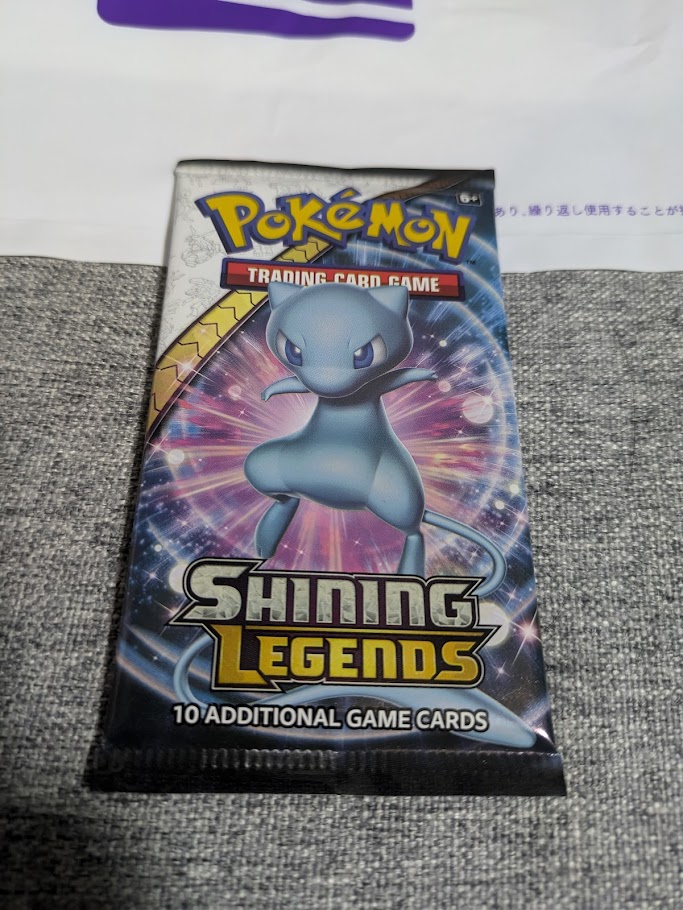 POKéMON
TM
6+
TRADING CARD GAME
あり、繰り返し使用することが
SHINING
LEGENDS
10 ADDITIONAL GAME CARDS